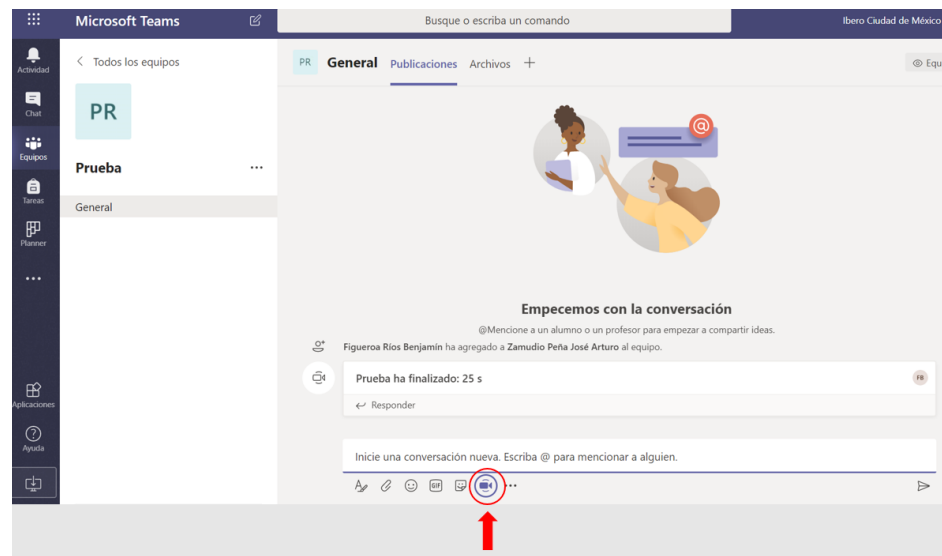 Microsoft Teams
Busque o escriba un comando
Ibero Ciudad de México
Actividad
Chat
Equipos
Tareas
Planner
Aplicaciones
Ayuda
Todos los equipos
PR
Prueba
General
PR General Publicaciones Archivos
Equ
@
Empecemos con la conversación
@Mencione a un alumno o un profesor para empezar a compartir ideas.
Figueroa Ríos Benjamín ha agregado a Zamudio Peña José Arturo al equipo.
Prueba ha finalizado: 25 s
FB
Responder
Inicie una conversación nueva. Escriba @ para mencionar a alguien.
GIF